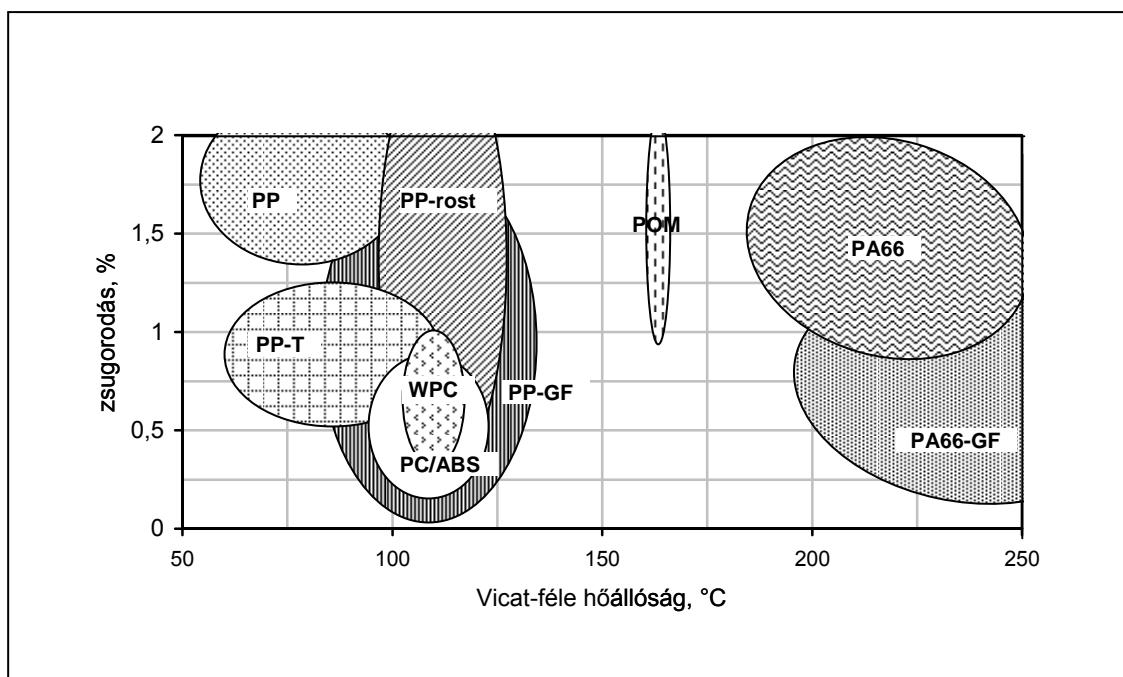 zsugorodás, %
2
1,5
1
0,5
0
PP
PP-rost
POM
PA66
PP-T
WPC
PP-GF
PC/ABS
PA66-GF
50
100
150
200
250
Vicat-féle hőállóság, °C